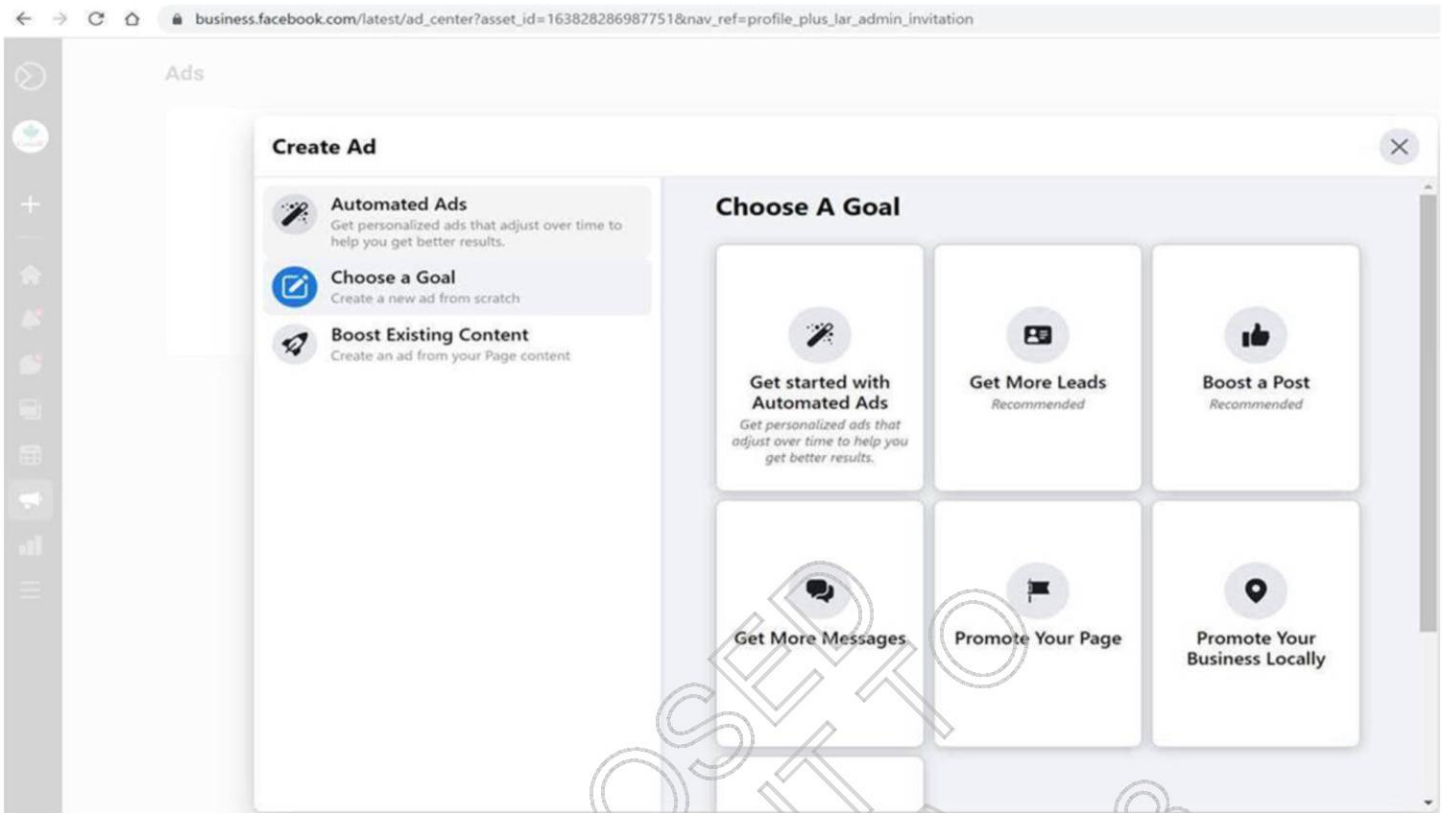 business.facebook.com/latest/ad_center?asset_id=163828286987751&nav_ref=profile_plus_lar_admin_invitation
Ads
Create Ad
Automated Ads
Get personalized ads that adjust over time to
help you get better results.
Choose a Goal
Create a new ad from scratch
Boost Existing Content
Create an ad from your Page content
Choose A Goal
Get started with
Automated Ads
Get personalized ads that
adjust over time to help you
get better results.
Get More Leads
Recommended
Boost a Post
Recommended
Get More Messages
Promote Your Page
Promote Your
Business Locally